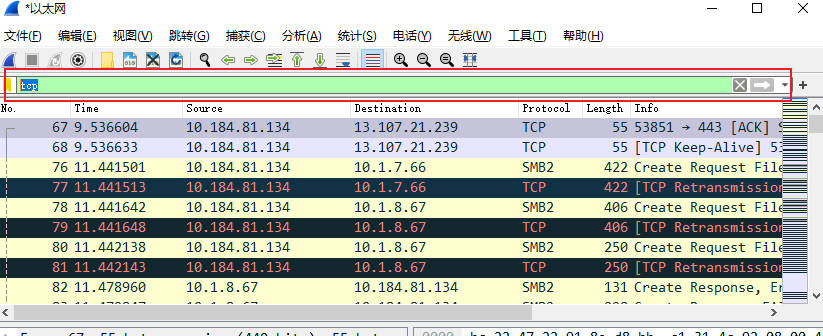 *以太网
文件(F) 编辑(E) 视图(V) 跳转(G) 捕获(C) 分析(A) 统计(S) 电话(Y) 无线(W) 工具(T) 帮助(H)
tcp
No. Time Source Destination Protocol Length Info
67 9.536604 10.184.81.134 13.107.21.239 TCP 55 53851 → 443 [ACK] S
68 9.536633 10.184.81.134 13.107.21.239 TCP 55 [TCP Keep-Alive] 53
76 11.441501 10.184.81.134 10.1.7.66 SMB2 422 Create Request File
77 11.441513 10.184.81.134 10.1.7.66 TCP 422 [TCP Retransmission
78 11.441642 10.184.81.134 10.1.8.67 SMB2 406 Create Request File
79 11.441648 10.184.81.134 10.1.8.67 TCP 406 [TCP Retransmission
80 11.442138 10.184.81.134 10.1.8.67 SMB2 250 Create Request File
81 11.442143 10.184.81.134 10.1.8.67 TCP 250 [TCP Retransmission
82 11.478960 10.1.8.67 10.184.81.134 SMB2 131 Create Response, Er